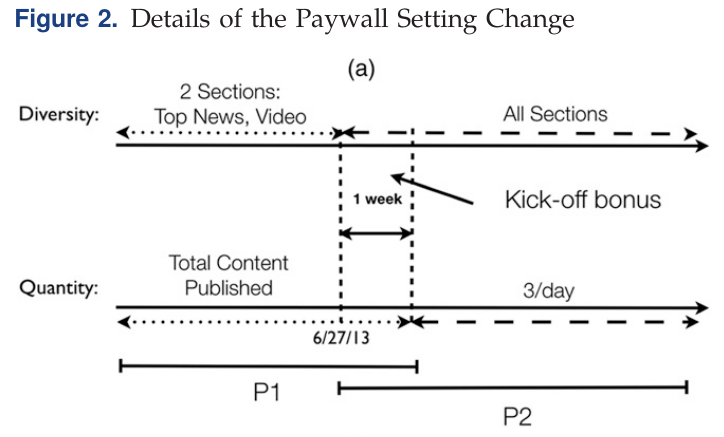 Figure 2. Details of the Paywall Setting Change
(a)
2 Sections:
Diversity:
Top News, Video
All Sections
1 week
Kick-off bonus
Total Content
Quantity:
Published
3/day
6/27/13
P1
P2